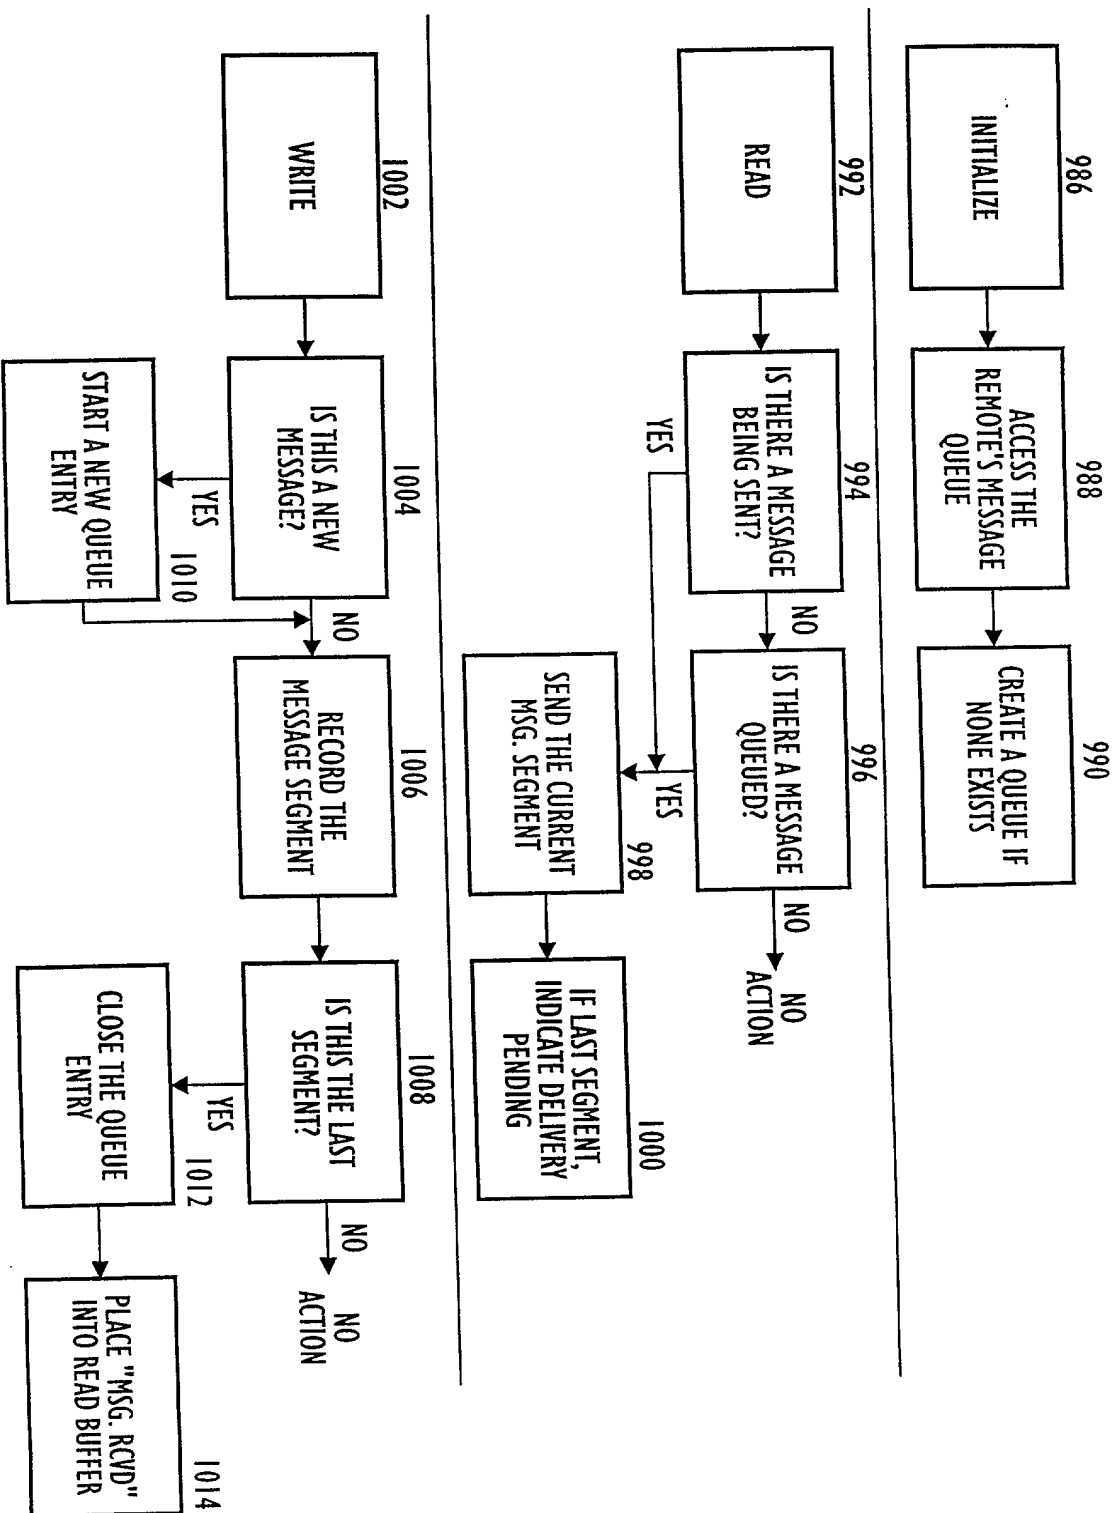 986
INITIALIZE
988
ACCESS THE
REMOTE'S MESSAGE
QUEUE
990
CREATE A QUEUE IF
NONE EXISTS
992
READ
994
IS THERE A MESSAGE
BEING SENT?
NO
YES
996
IS THERE A MESSAGE
QUEUED?
NO
NO
ACTION
YES
998
SEND THE CURRENT
MSG. SEGMENT
1000
IF LAST SEGMENT,
INDICATE DELIVERY
PENDING
1002
WRITE
1004
IS THIS A NEW
MESSAGE?
NO
YES
1010
START A NEW QUEUE
ENTRY
1006
RECORD THE
MESSAGE SEGMENT
1008
IS THIS THE LAST
SEGMENT?
NO
NO
ACTION
YES
1012
CLOSE THE QUEUE
ENTRY
1014
PLACE "MSG. RCVD"
INTO READ BUFFER